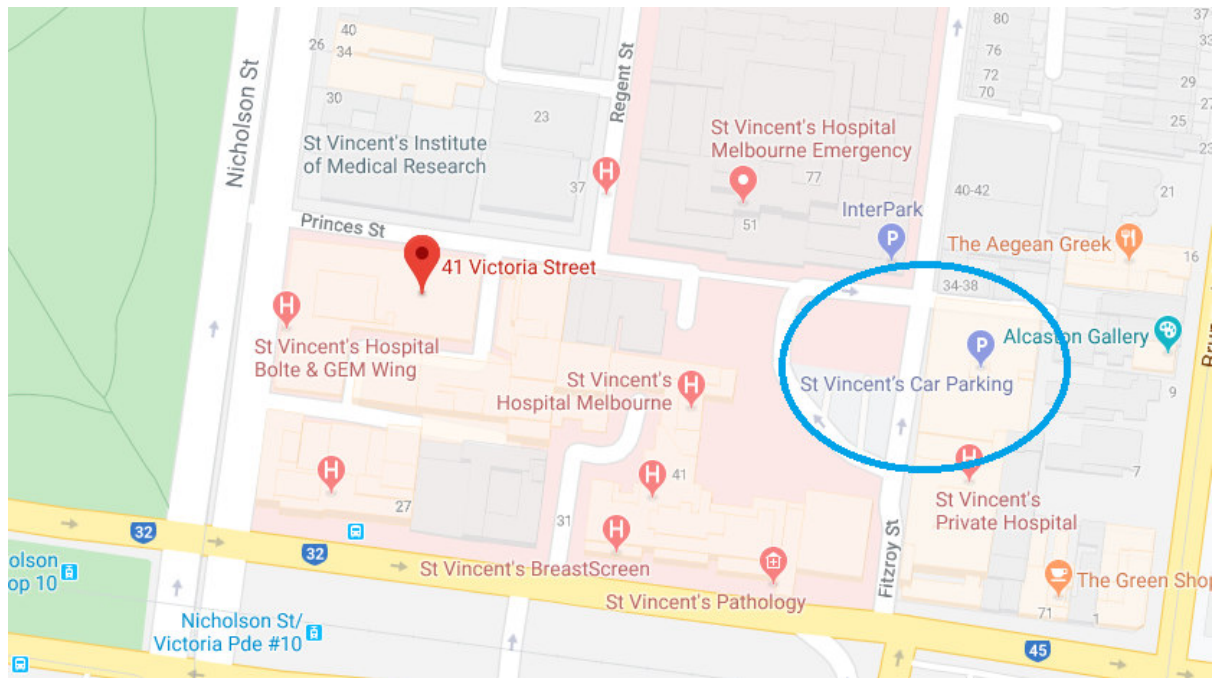 80
37
33
76
72
70
29
27
25
23
40
26
34
30
23
Nicholson St
Regent St
St Vincent's Institute
of Medical Research
37
St Vincent's Hospital
Melbourne Emergency
77
51
InterPark
40-42
21
The Aegean Greek
16
34-38
Princes St
41 Victoria Street
St Vincent's Hospital
Bolte & GEM Wing
St Vincent's
Hospital Melbourne
St Vincent's Car Parking
Alcaston Gallery
9
7
41
St Vincent's
Private Hospital
27
31
32
32
St Vincent's BreastScreen
St Vincent's Pathology
Fitzroy St
The Green Shop
71
1
45
olson
op 10
Nicholson St/
Victoria Pde #10